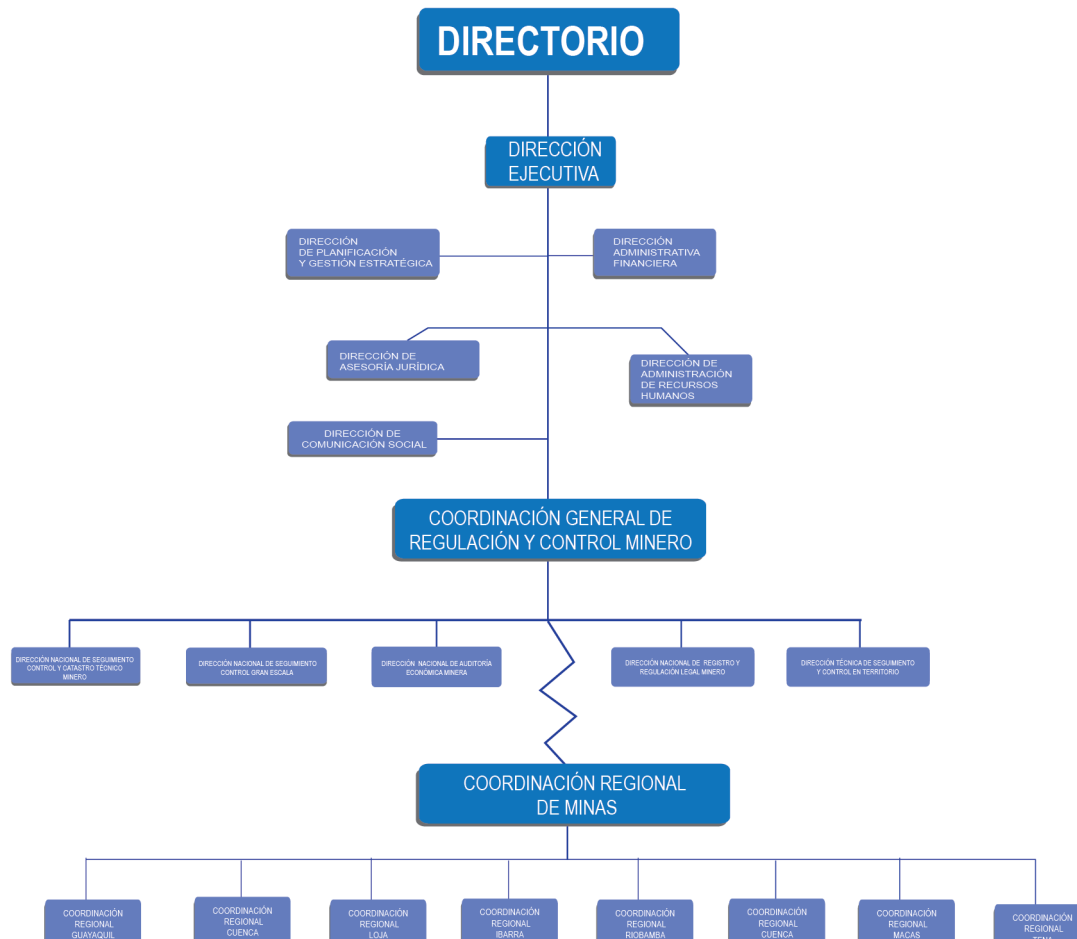 DIRECTORIO
DIRECCIÓN
EJECUTIVA
DIRECCIÓN
DE PLANIFICACIÓN
Y GESTIÓN ESTRATÉGICA
DIRECCIÓN
ADMINISTRATIVA
FINANCIERA
DIRECCIÓN DE
ASESORÍA JURÍDICA
DIRECCIÓN DE
ADMINISTRACIÓN
DE RECURSOS
HUMANOS
DIRECCIÓN DE
COMUNICACIÓN SOCIAL
COORDINACIÓN GENERAL DE
REGULACIÓN Y CONTROL MINERO
DIRECCIÓN NACIONAL DE SEGUIMIENTO
CONTROL Y CATASTRO TÉCNICO
MINERO
DIRECCIÓN NACIONAL DE SEGUIMIENTO
CONTROL GRAN ESCALA
DIRECCIÓN NACIONAL DE AUDITORÍA
ECONÓMICA MINERA
DIRECCIÓN NACIONAL DE REGISTRO Y
REGULACIÓN LEGAL MINERO
DIRECCIÓN TÉCNICA DE SEGUIMIENTO
Y CONTROL EN TERRITORIO
COORDINACIÓN REGIONAL
DE MINAS
COORDINACIÓN
REGIONAL
GUAYAQUIL
COORDINACIÓN
REGIONAL
CUENCA
COORDINACIÓN
REGIONAL
LOJA
COORDINACIÓN
REGIONAL
IBARRA
COORDINACIÓN
REGIONAL
RIOBAMBA
COORDINACIÓN
REGIONAL
CUENCA
COORDINACIÓN
REGIONAL
MACAS
COORDINACIÓN
REGIONAL